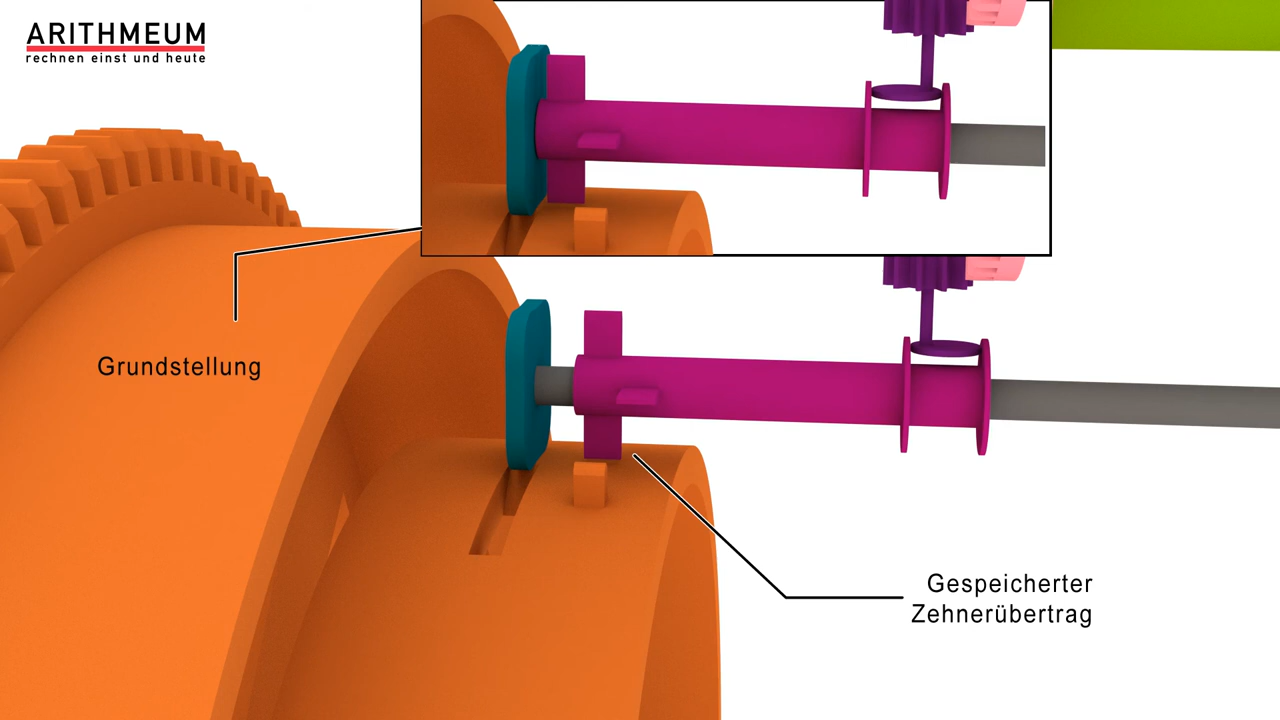 ARITHMEUM
rechnen einst und heute
Grundstellung
Gespeicherter
Zehnerübertrag